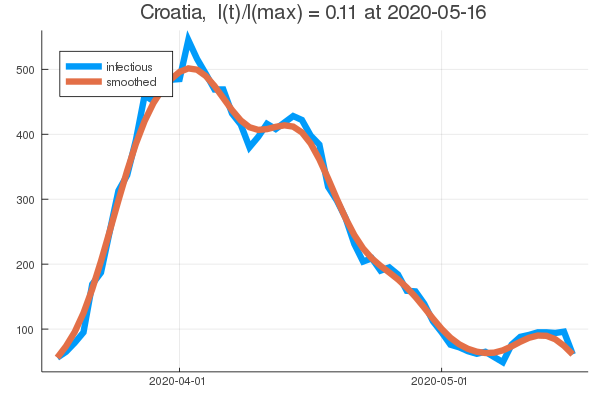 Croatia,  I(t)/I(max) = 0.11 at 2020-05-16
infectious
smoothed
500
400
300
200
100
2020-04-01
2020-05-01